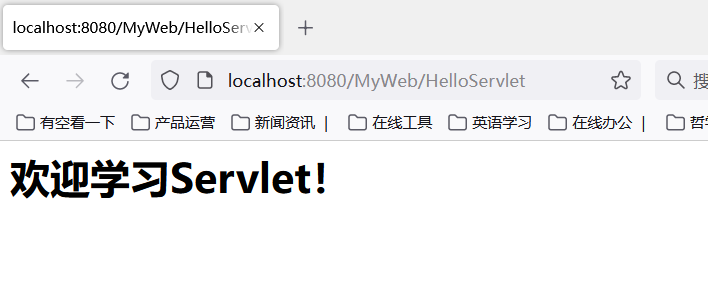 localhost:8080/MyWeb/HelloServ
localhost:8080/MyWeb/HelloServlet
有空看一下 产品运营 新闻资讯 | 在线工具 英语学习 在线办公 |
欢迎学习Servlet!